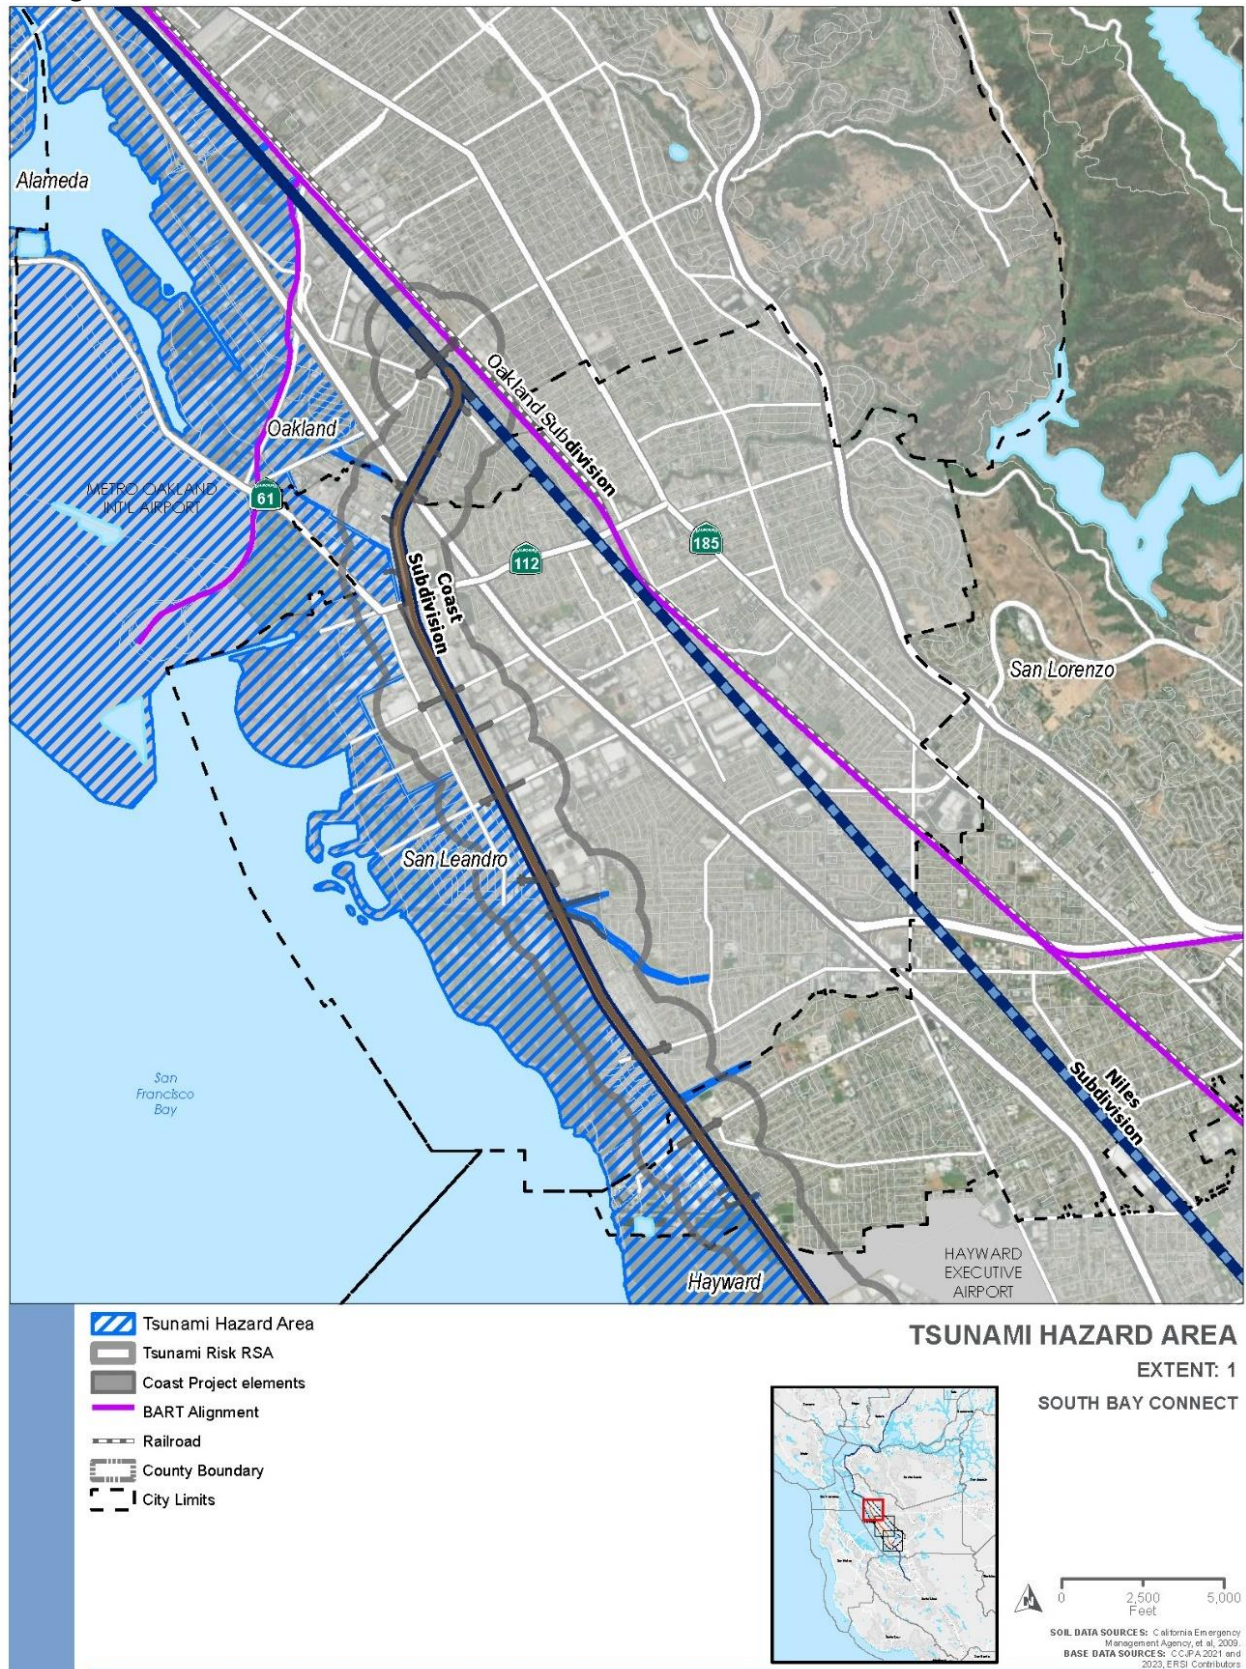 Alameda
Oakland
METRO OAKLAND
INT'L AIRPORT
61
Oakland Subdivision
112
185
Coast
Subdivision
San Lorenzo
San Leandro
San
Francisco
Bay
Niles
Subdivision
HAYWARD
EXECUTIVE
AIRPORT
Hayward
Tsunami Hazard Area
Tsunami Risk RSA
Coast Project elements
BART Alignment
Railroad
County Boundary
City Limits
TSUNAMI HAZARD AREA
EXTENT: 1
SOUTH BAY CONNECT
N
0 2,500 5,000
Feet
SOIL DATA SOURCES: California Emergency
Management Agency, et al, 2009.
BASE DATA SOURCES: CCJPA 2021 and
2023, ERSI Contributors